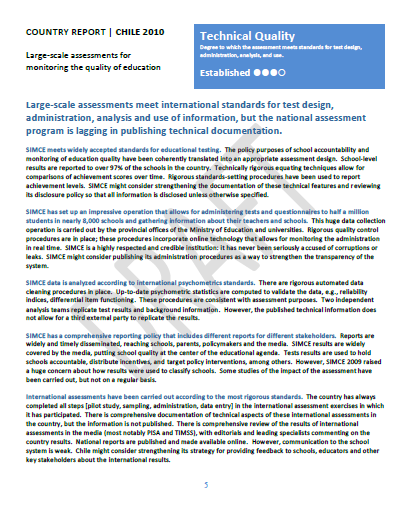 COUNTRY REPORT | CHILE 2010
Large-scale assessments for
monitoring the quality of education
Technical Quality
Degree to which the assessment meets standards for test design,
administration, analysis, and use.
Established
Large-scale assessments meet international standards for test design,
administration, analysis and use of information, but the national assessment
program is lagging in publishing technical documentation.
SIMCE meets widely accepted standards for educational testing. The policy purposes of school accountability and
monitoring of education quality have been coherently translated into an appropriate assessment design. School-level
results are reported to over 97% of the schools in the country. Technically rigorous equating techniques allow for
comparisons of achievement scores over time. Rigorous standards-setting procedures have been used to report
achievement levels. SIMCE might consider strengthening the documentation of these technical features and reviewing
its disclosure policy so that all information is disclosed unless otherwise specified.
SIMCE has set up an impressive operation that allows for administering tests and questionnaires to half a million
students in nearly 8,000 schools and gathering information about their teachers and schools. This huge data collection
operation is carried out by the provincial offices of the Ministry of Education and universities. Rigorous quality control
procedures are in place; these procedures incorporate online technology that allows for monitoring the administration
in real time. SIMCE is a highly respected and credible institution: it has never been seriously accused of corruptions or
leaks. SIMCE might consider publishing its administration procedures as a way to strengthen the transparency of the
system.
SIMCE data is analyzed according to international psychometrics standards. There are rigorous automated data
cleaning procedures in place. Up-to-date psychometric statistics are computed to validate the data, e.g., reliability
indices, differential item functioning. These procedures are consistent with assessment purposes. Two independent
analysis teams replicate test results and background information. However, the published technical information does
not allow for a third external party to replicate the results.
SIMCE has a comprehensive reporting policy that includes different reports for different stakeholders. Reports are
widely and timely disseminated, reaching schools, parents, policymakers and the media. SIMCE results are widely
covered by the media, putting school quality at the center of the educational agenda. Tests results are used to hold
schools accountable, distribute incentives, and target policy interventions, among others. However, SIMCE 2009 raised
a huge concern about how results were used to classify schools. Some studies of the impact of the assessment
have been carried out, but not on a regular basis.
International assessments have been carried out according to the most rigorous standards. The country has always
completed all steps [pilot study, sampling, administration, data entry] in the international assessment exercises in which
it has participated. There is comprehensive documentation of technical aspects of these international assessments in
the country, but the information is not published. There is comprehensive review of the results of international
assessments in the media (most notably PISA and TIMSS), with editorials and leading specialists commenting on the
country results. National reports are published and made available online. However, communication to the school
system is weak. Chile might consider strengthening its strategy for providing feedback to schools, educators and other
key stakeholders about the international results.
DRAFT
5